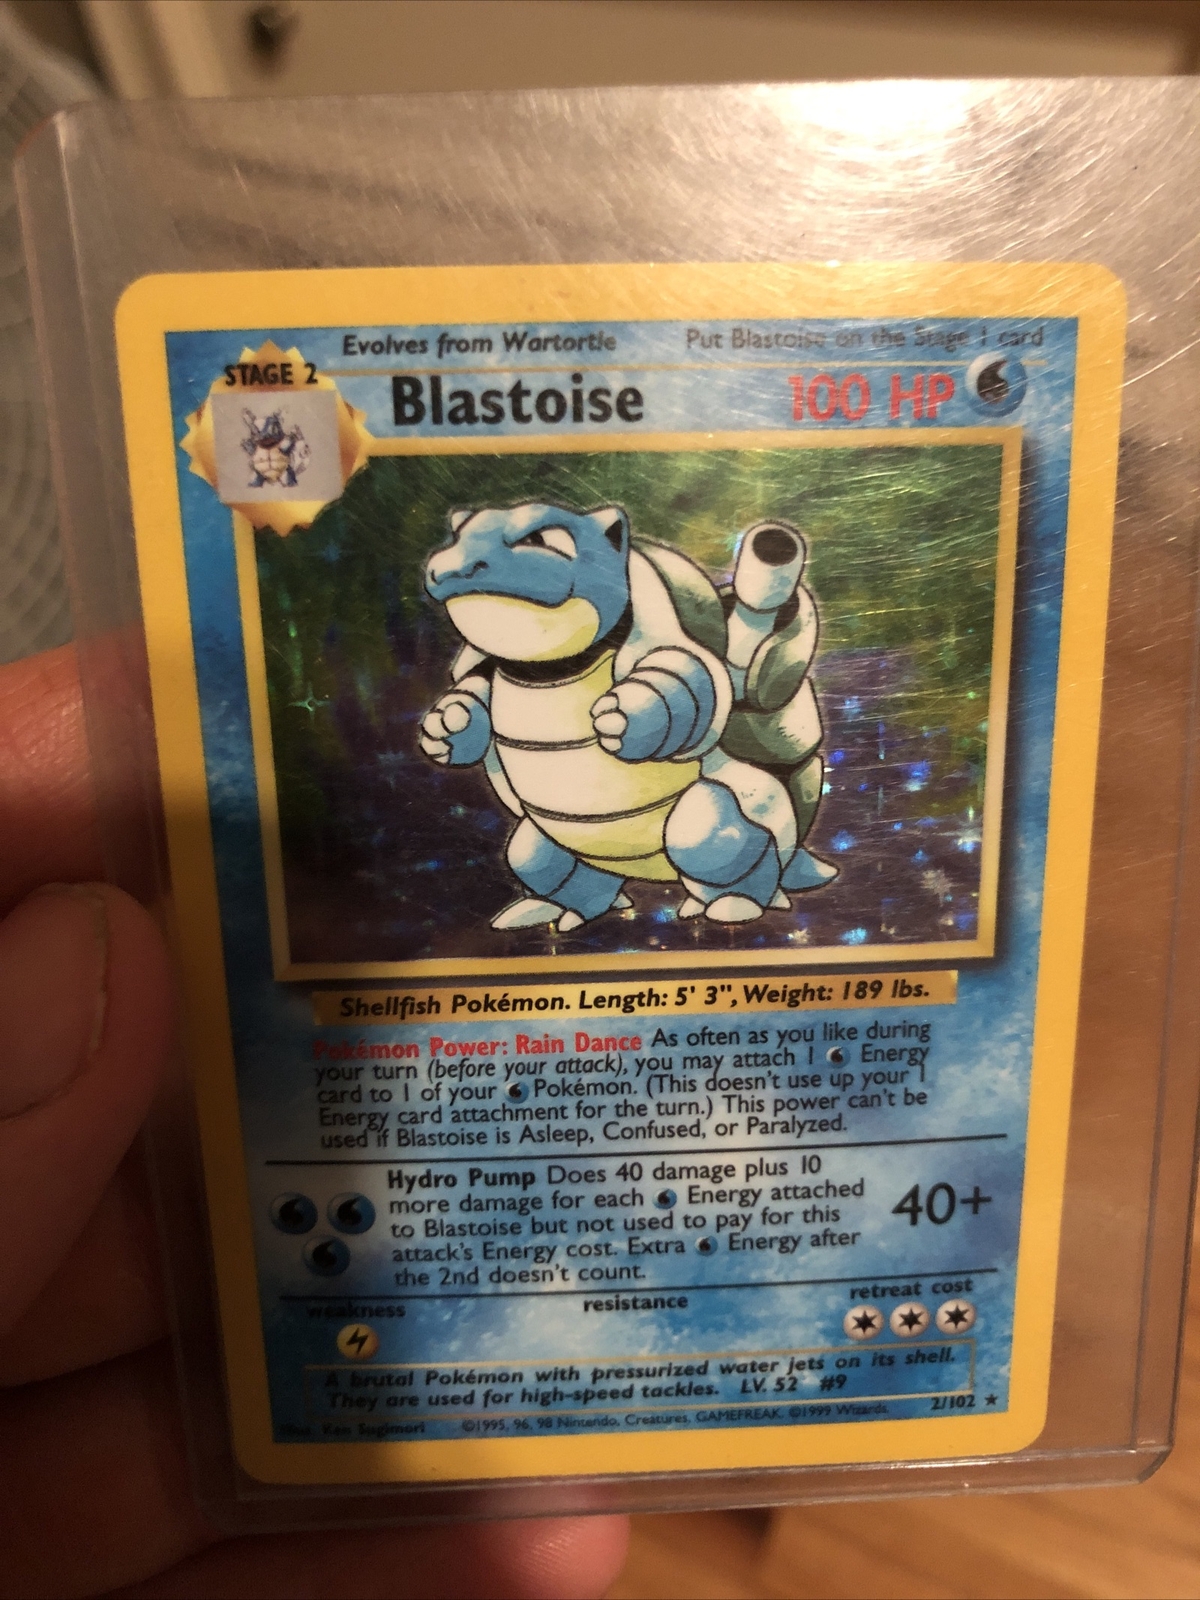 Evolves from Wartortle Put Blastoise on the Stage 1 card
STAGE 2
Blastoise 100 HP
Shellfish Pokémon. Length: 5' 3", Weight: 189 lbs.
Pokémon Power: Rain Dance As often as you like during
your turn (before your attack), you may attach 1 Energy
card to 1 of your Pokémon. (This doesn't use up your 1
Energy card attachment for the turn.) This power can't be
used if Blastoise is Asleep, Confused, or Paralyzed.
Hydro Pump Does 40 damage plus 10
more damage for each Energy attached
to Blastoise but not used to pay for this
attack's Energy cost. Extra Energy after
the 2nd doesn't count.
40+
weakness resistance retreat cost
A brutal Pokémon with pressurized water jets on its shell.
They are used for high-speed tackles. LV. 52 #9
2/102 ★
Illus. Ken Sugimori ©1995, 96, 98 Nintendo, Creatures, GAMEFREAK. ©1999 Wizards.